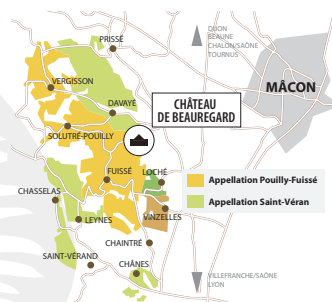 DIJON
BEAUNE
CHALON/SAÔNE
TOURNUS
PRISSÉ
VERGISSON
MÂCON
DAVAYÉ
CHÂTEAU
DE BEAUREGARD
SOLUTRÉ-POUILLY
FUISSÉ
LOCHÉ
Appellation Pouilly-Fuissé
CHASSELAS
Appellation Saint-Véran
VINZELLES
LEYNES
CHAINTRÉ
SAINT-VÉRAND
CHÂNES
VILLEFRANCHE/SAÔNE
LYON